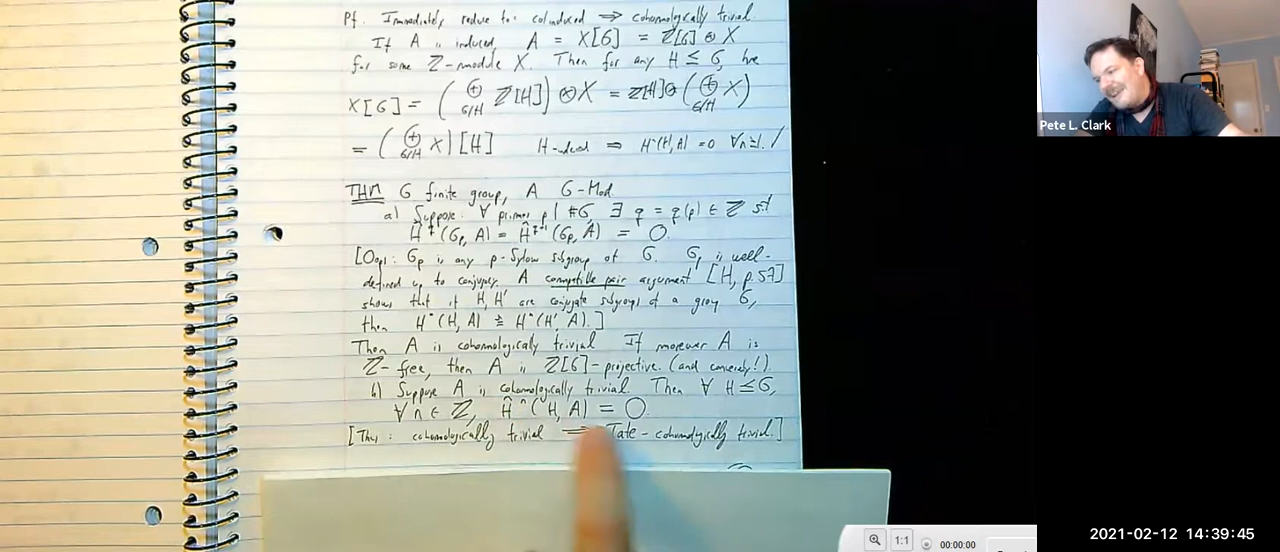 Pf. Immediately reduce to: coinduced ⇒ cohomologically trivial.
If A is induced, A = X[G] = Z[G] ⊗ X
for some Z-module X. Then for any H ≤ G, have
X[G] = (⊕_{G/H} Z[H]) ⊗ X = Z[H] ⊗ (⊕_{G/H} X)
= (⊕_{G/H} X)[H] H-induced ⇒ Hⁿ(H,A) = 0 ∀n≥1. /
THM G finite group, A G-Mod.
a) Suppose ∀ primes p | #G, ∃ q = q(p) ∈ Z s.t.
Ĥ^q(G_p, A) = Ĥ^{q+1}(G_p, A) = 0.
[Oops: G_p is any p-Sylow subgroup of G. G_p is well-
defined up to conjugacy. A compatible pair argument [H, p. 57]
shows that if H, H' are conjugate subgroups of a group G,
then Hⁿ(H, A) ≅ Hⁿ(H', A).]
Then A is cohomologically trivial. If moreover A is
Z-free, then A is Z[G]-projective. (and conversely!)
b) Suppose A is cohomologically trivial. Then ∀ H ≤ G,
∀ n ∈ Z, Ĥⁿ(H, A) = 0.
[Thus: cohomologically trivial ⇒ Tate-cohomologically trivial.]
Pete L. Clark
1:1
00:00:00
2021-02-12 14:39:45